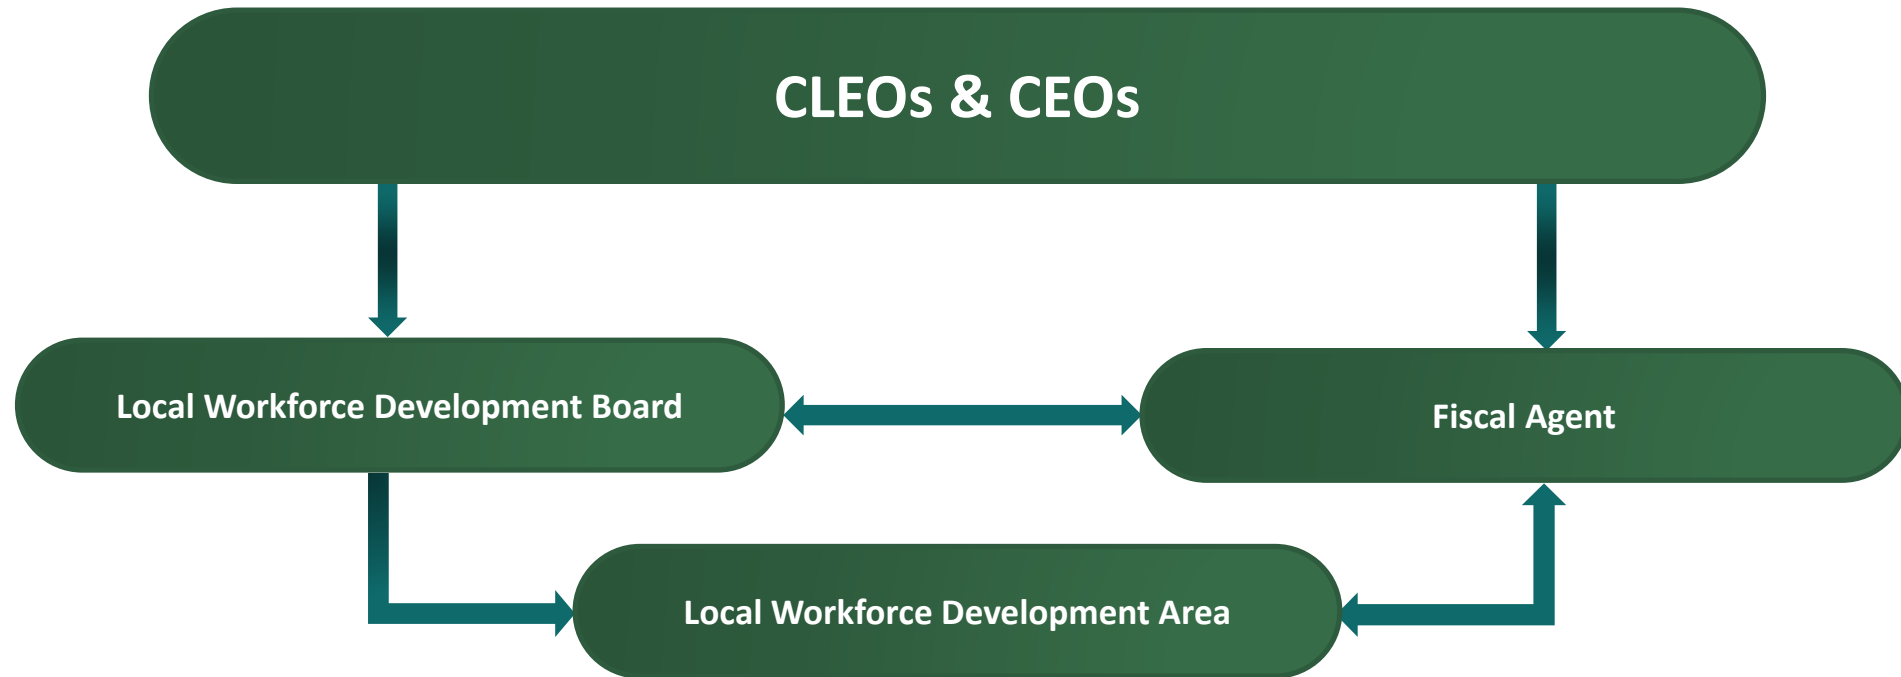 CLEOs & CEOs
Local Workforce Development Board
Fiscal Agent
Local Workforce Development Area